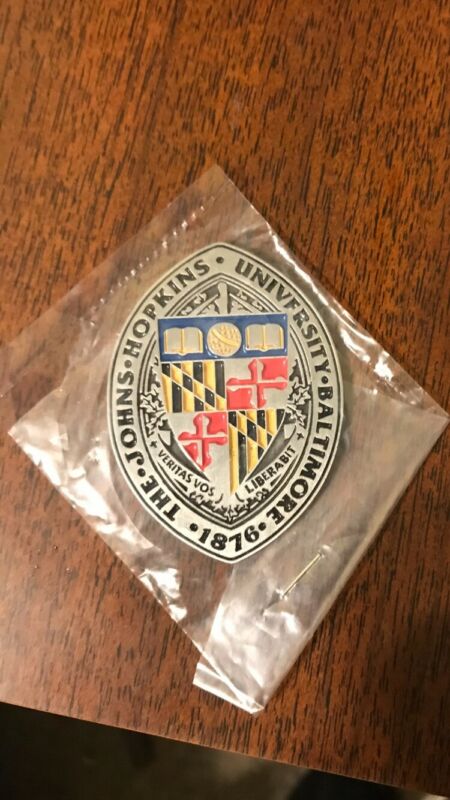 THE · JOHNS · HOPKINS · UNIVERSITY · BALTIMORE
· 1876 ·
VERITAS VOS
LIBERABIT